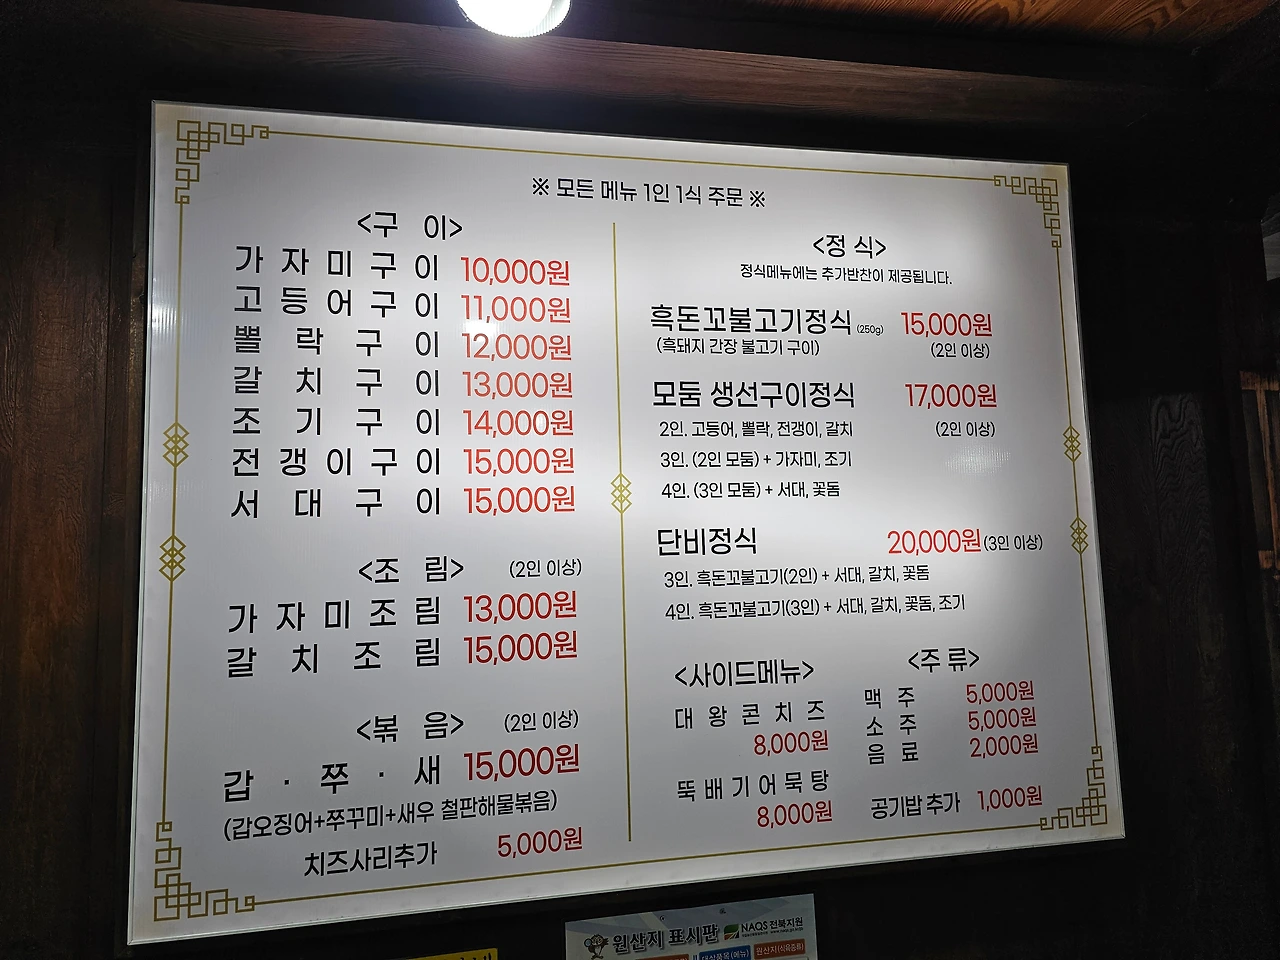 ※ 모든 메뉴 1인 1식 주문 ※
<구 이>
가자미구이 10,000원
고등어구이 11,000원
뽈락구이 12,000원
갈치구이 13,000원
조기구이 14,000원
전갱이구이 15,000원
서대구이 15,000원
<조 림> (2인 이상)
가자미조림 13,000원
갈치조림 15,000원
<볶 음> (2인 이상)
갑·쭈·새 15,000원
(갑오징어+쭈꾸미+새우 철판해물볶음)
치즈사리추가 5,000원
<정 식>
정식메뉴에는 추가반찬이 제공됩니다.
흑돈꼬불고기정식 (250g) 15,000원
(흑돼지 간장 불고기 구이) (2인 이상)
모둠 생선구이정식 17,000원
2인. 고등어, 뽈락, 전갱이, 갈치 (2인 이상)
3인. (2인 모둠) + 가자미, 조기
4인. (3인 모둠) + 서대, 꽃돔
단비정식 20,000원 (3인 이상)
3인. 흑돈꼬불고기(2인) + 서대, 갈치, 꽃돔
4인. 흑돈꼬불고기(3인) + 서대, 갈치, 꽃돔, 조기
<사이드메뉴>
대왕콘치즈
8,000원
뚝배기어묵탕
8,000원
<주 류>
맥주 5,000원
소주 5,000원
음료 2,000원
공기밥 추가 1,000원
원산지 표시판 NAQS 전북지원
대상품목(메뉴) 원산지(식육종류)